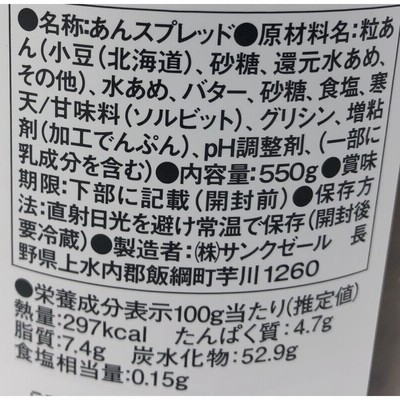 ●名称:あんスプレッド●原材料名:粒あ
ん(小豆(北海道)、砂糖、還元水あめ、
その他)、水あめ、バター、砂糖、食塩、寒
天/甘味料(ソルビット)、グリシン、増粘
剤(加工でんぷん)、pH調整剤、(一部に
乳成分を含む)●内容量:550g●賞味
期限:下部に記載(開封前)●保存方
法:直射日光を避け常温で保存(開封後
要冷蔵)●製造者:(株)サンクゼール 長
野県上水内郡飯綱町芋川1260
●栄養成分表示100g当たり(推定値)
熱量:297kcal たんぱく質:4.7g
脂質:7.4g 炭水化物:52.9g
食塩相当量:0.15g